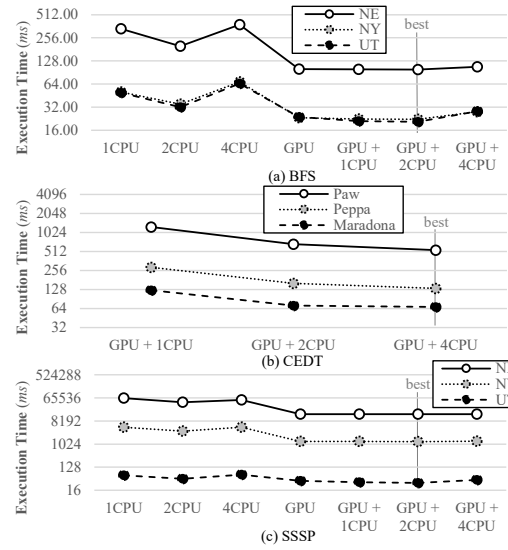 512.00
256.00
128.00
64.00
32.00
16.00
Execution Time (ms)
NE
NY
UT
best
1CPU
2CPU
4CPU
GPU
GPU +
1CPU
GPU +
2CPU
GPU +
4CPU
(a) BFS
4096
2048
1024
512
256
128
64
32
Execution Time (ms)
Paw
Peppa
Maradona
best
GPU + 1CPU
GPU + 2CPU
GPU + 4CPU
(b) CEDT
524288
65536
8192
1024
128
16
Execution Time (ms)
best
1CPU
2CPU
4CPU
GPU
GPU +
1CPU
GPU +
2CPU
GPU +
4CPU
(c) SSSP